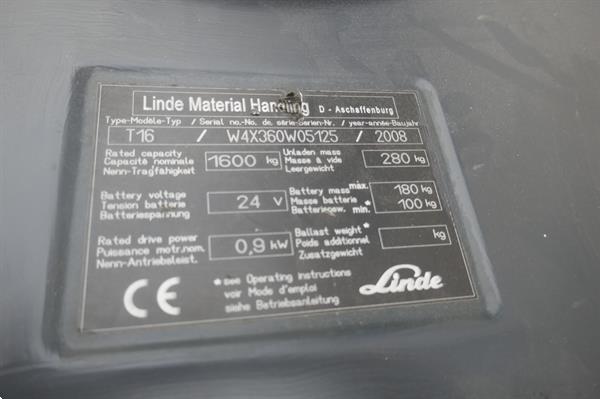 Linde Material Handling D - Aschaffenburg
Type-Modèle-Typ / Serial no.-No. de. série-Serien-Nr. / year-année-Baujahr
T16 / W4X360W05125 / 2008
Rated capacity
Capacité nominale
Nenn-Tragfähigkeit
1600 kg
Unladen mass
Masse à vide
Leergewicht
280 kg
Battery voltage
Tension batterie
Batteriespannung
24 V
Battery mass max.
Masse batterie
Batteriegew. min.
180 kg
100 kg
Rated drive power
Puissance motr.nom.
Nenn-Antriebsleist.
0,9 kW
Ballast weight *
Poids additionnel
Zusatzgewicht
kg
CE
* see Operating instructions
voir Mode d'emploi
siehe Betriebsanleitung
Linde